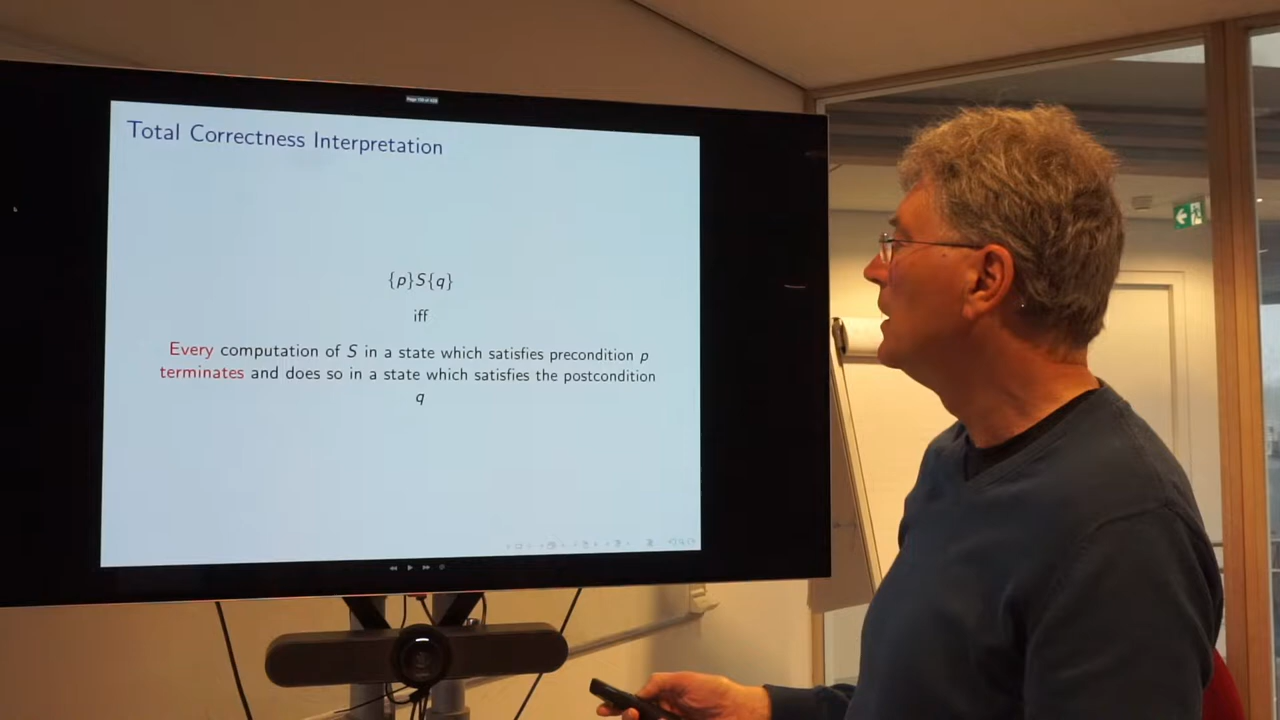 Total Correctness Interpretation
{p}S{q}
iff
Every computation of S in a state which satisfies precondition p
terminates and does so in a state which satisfies the postcondition
q